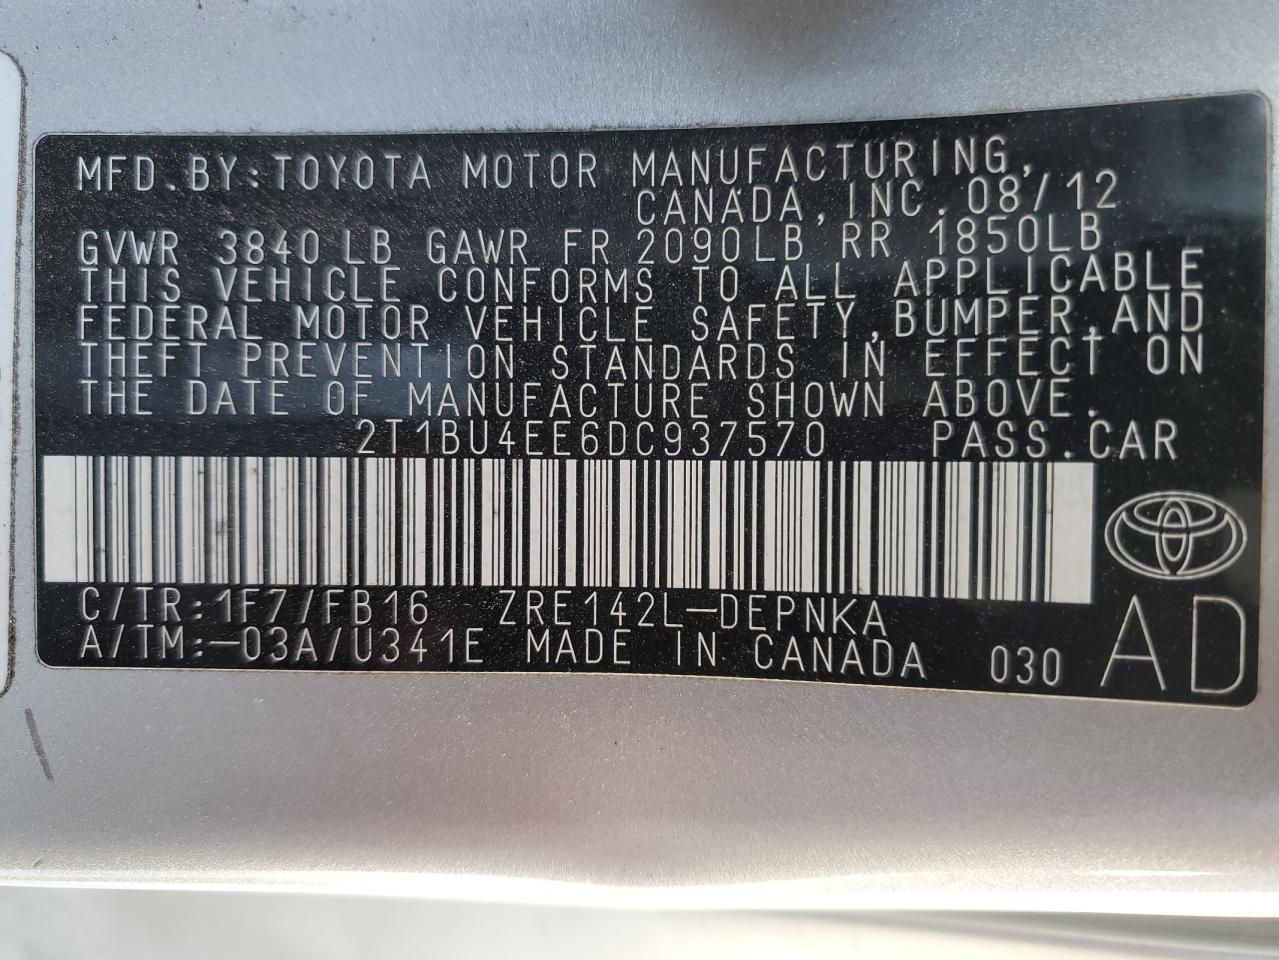 MFD.BY:TOYOTA MOTOR MANUFACTURING,
CANADA,INC.08/12
GVWR 3840LB GAWR FR 2090LB RR 1850LB
THIS VEHICLE CONFORMS TO ALL APPLICABLE
FEDERAL MOTOR VEHICLE SAFETY,BUMPER,AND
THEFT PREVENTION STANDARDS IN EFFECT ON
THE DATE OF MANUFACTURE SHOWN ABOVE.
2T1BU4EE6DC937570 PASS.CAR
C/TR:1F7/FB16 ZRE142L-DEPNKA
A/TM:-03A/U341E MADE IN CANADA 030 AD